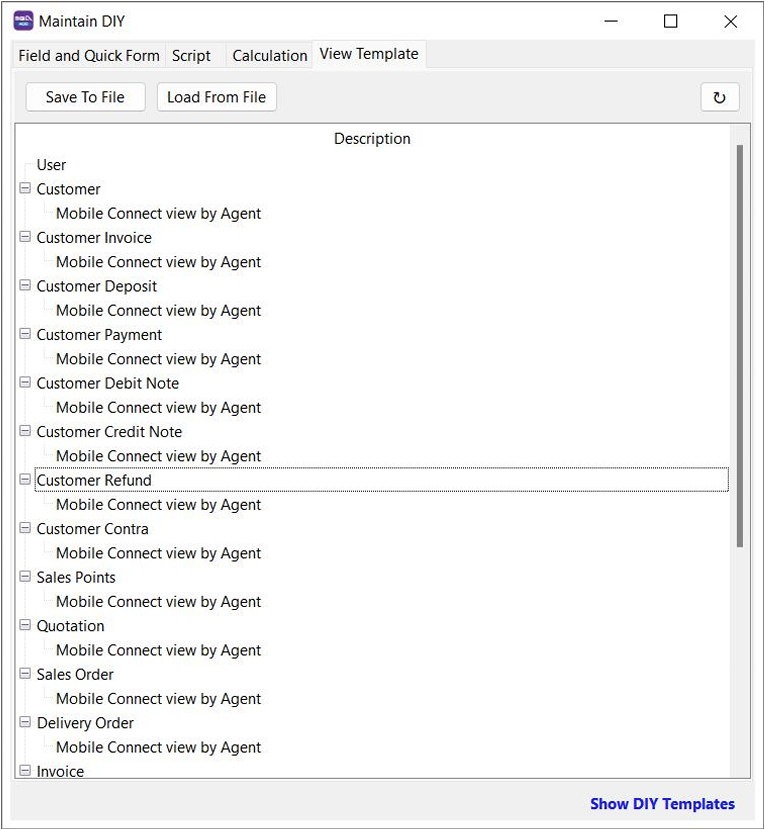 Maintain DIY
Field and Quick Form Script Calculation View Template
Save To File Load From File
Description
User
Customer
Mobile Connect view by Agent
Customer Invoice
Mobile Connect view by Agent
Customer Deposit
Mobile Connect view by Agent
Customer Payment
Mobile Connect view by Agent
Customer Debit Note
Mobile Connect view by Agent
Customer Credit Note
Mobile Connect view by Agent
Customer Refund
Mobile Connect view by Agent
Customer Contra
Mobile Connect view by Agent
Sales Points
Mobile Connect view by Agent
Quotation
Mobile Connect view by Agent
Sales Order
Mobile Connect view by Agent
Delivery Order
Mobile Connect view by Agent
Invoice
Show DIY Templates